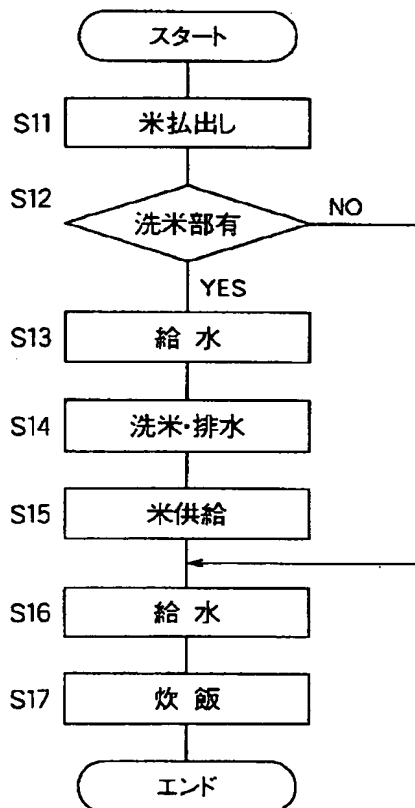 スタート
S11 米払出し
S12 洗米部有 NO
YES
S13 給水
S14 洗米・排水
S15 米供給
S16 給水
S17 炊飯
エンド